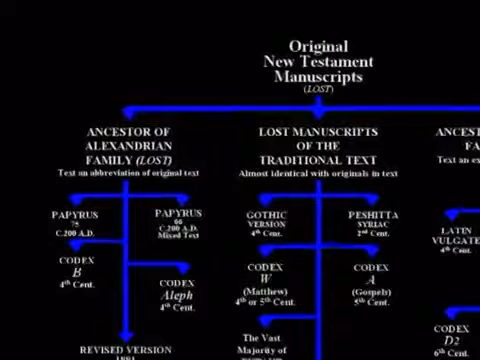 Original
New Testament
Manuscripts
(LOST)
ANCESTOR OF
ALEXANDRIAN
FAMILY (LOST)
Text an abbreviation of original text
LOST MANUSCRIPTS
OF THE
TRADITIONAL TEXT
Almost identical with originals in text
ANCEST
FA
Text an ex
PAPYRUS
75
C.200 A.D.
PAPYRUS
66
C.200 A.D.
Mixed Text
GOTHIC
VERSION
4th Cent.
PESHITTA
SYRIAC
2nd Cent.
LATIN
VULGATE
4th Cent.
CODEX
B
4th Cent.
CODEX
Aleph
4th Cent.
CODEX
W
(Matthew)
4th or 5th Cent.
CODEX
A
(Gospels)
5th Cent.
The Vast
Majority of
CODEX
D2
6th Cent.
REVISED VERSION
1881